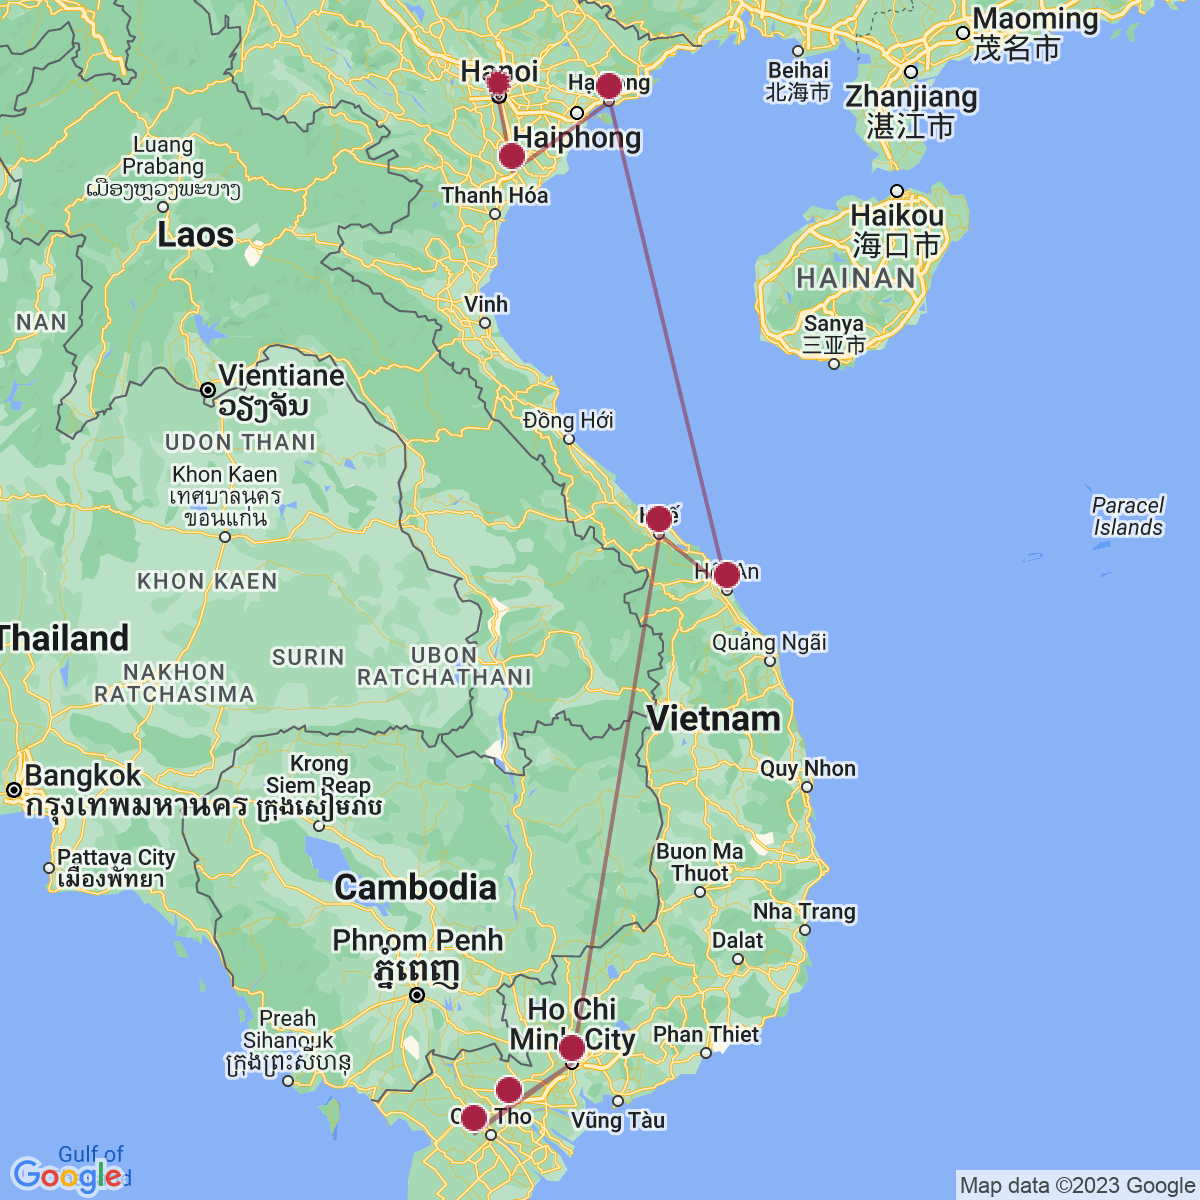 Maoming
茂名市
Hanoi
Beihai
北海市
Zhanjiang
湛江市
Haiphong
Luang
Prabang
ເມືອງຫຼວງພະບາງ
Thanh Hóa
Laos
Haikou
海口市
HAINAN
Vinh
NAN
Sanya
三亚市
Vientiane
ວຽງຈັນ
Đồng Hới
UDON THANI
Khon Kaen
เทศบาลนคร
ขอนแก่น
Paracel
Islands
KHON KAEN
Quảng Ngãi
Thailand
SURIN
UBON
RATCHATHANI
NAKHON
RATCHASIMA
Vietnam
Krong
Siem Reap
ក្រុងសៀមរាប
Quy Nhon
Bangkok
กรุงเทพมหานคร
Buon Ma
Thuot
Pattaya City
เมืองพัทยา
Cambodia
Nha Trang
Phnom Penh
ភ្នំពេញ
Dalat
Ho Chi
Minh City
Preah
Sihanouk
ក្រុងព្រះសីហនុ
Phan Thiet
Tho
Vũng Tàu
Gulf of
Google
Map data ©2023 Google